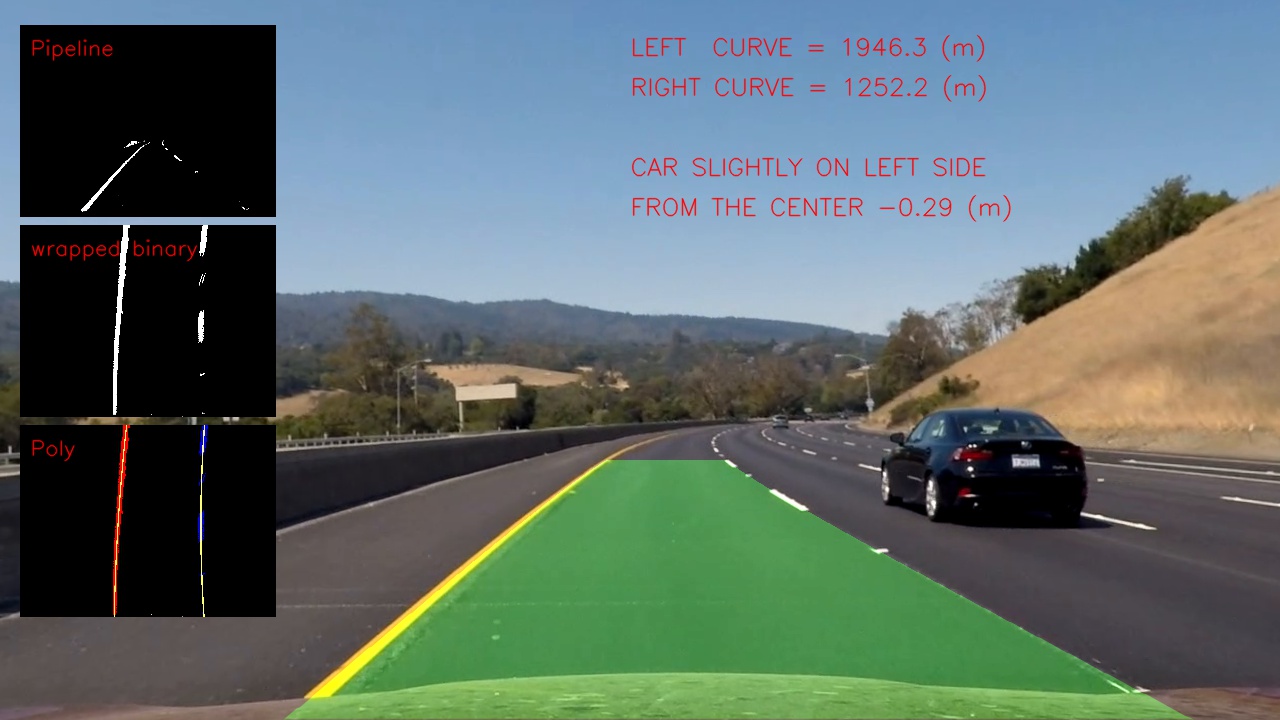 Pipeline
LEFT  CURVE = 1946.3 (m)
RIGHT CURVE = 1252.2 (m)
CAR SLIGHTLY ON LEFT SIDE
FROM THE CENTER -0.29 (m)
wrapped binary
Poly